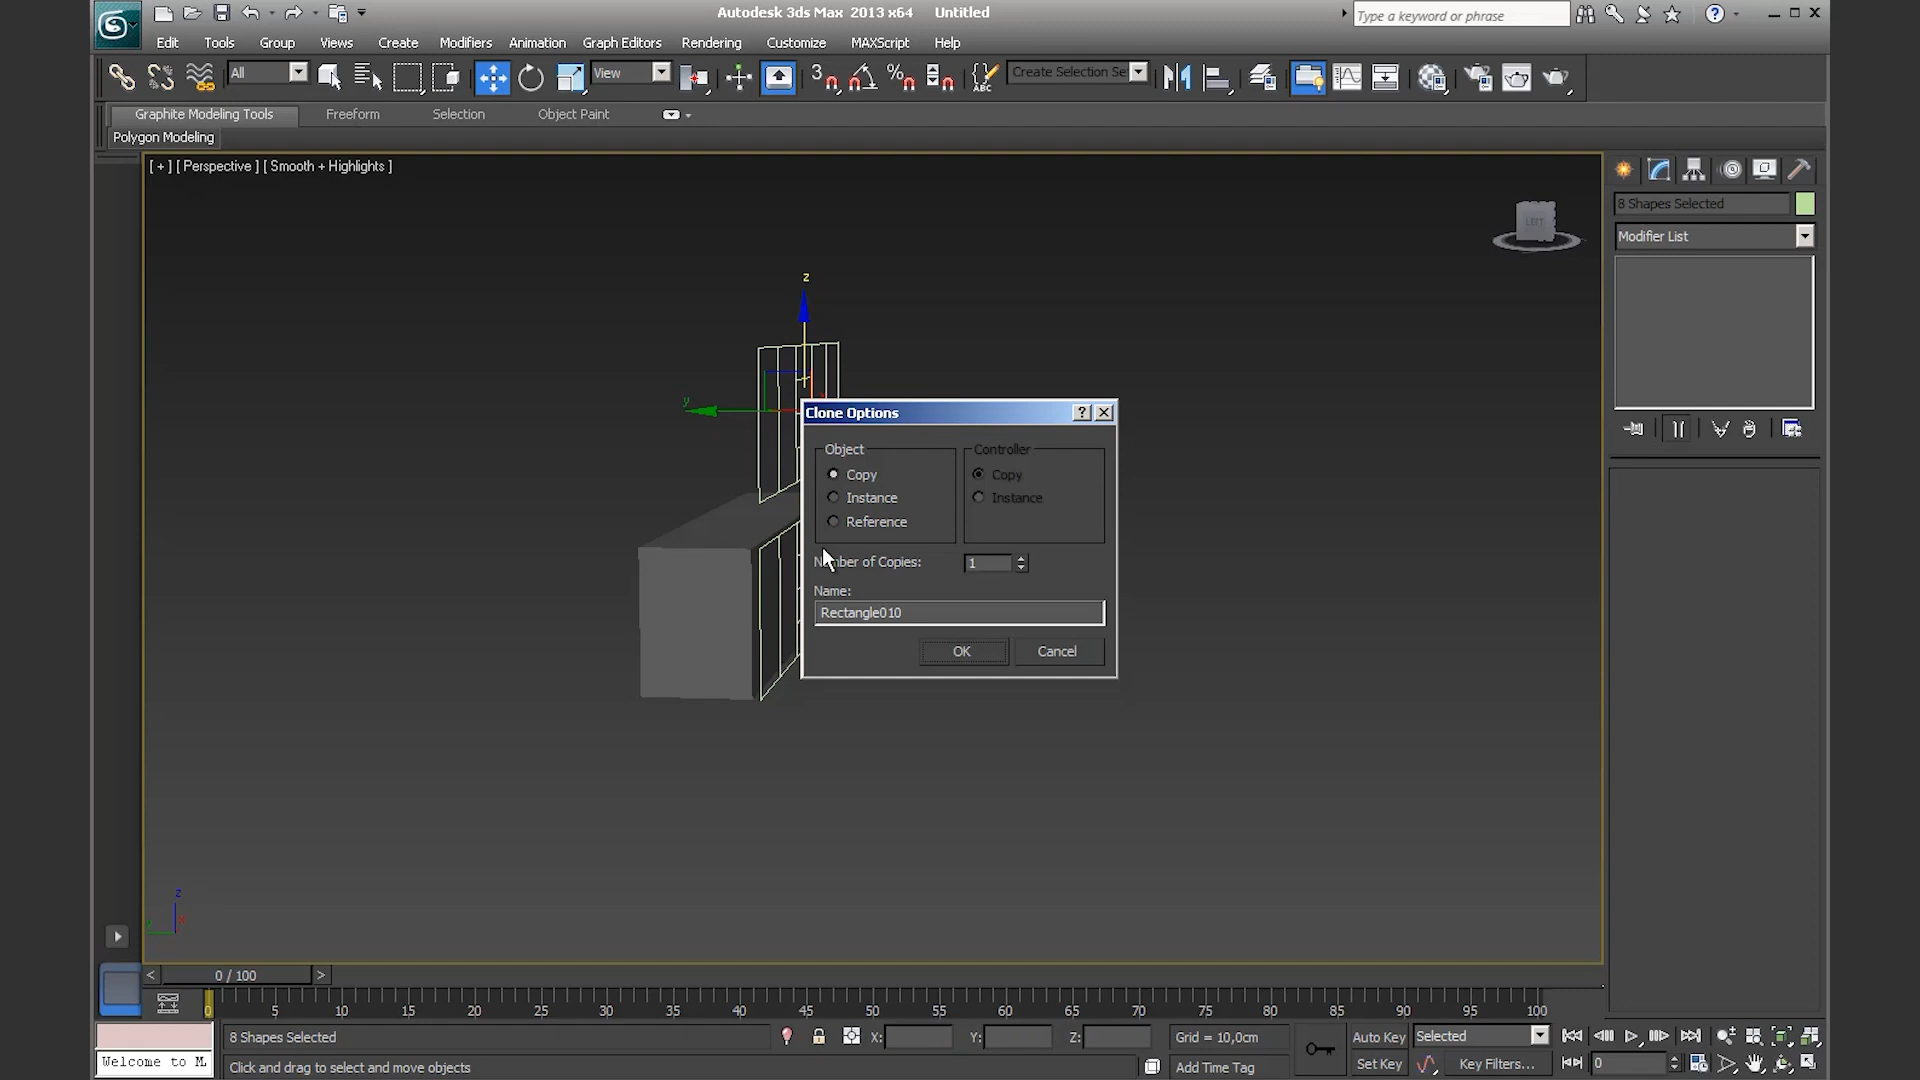 Autodesk 3ds Max 2013 x64 Untitled
Type a keyword or phrase
Edit Tools Group Views Create Modifiers Animation Graph Editors Rendering Customize MAXScript Help
All
View
3
Create Selection Se
ABC
Graphite Modeling Tools Freeform Selection Object Paint
Polygon Modeling
[ + ] [ Perspective ] [ Smooth + Highlights ]
LEFT
8 Shapes Selected
Modifier List
z
y
Clone Options
Object
Copy
Instance
Reference
Controller
Copy
Instance
Number of Copies: 1
Name:
Rectangle010
OK Cancel
z
x
< 0 / 100 >
0 5 10 15 20 25 30 35 40 45 50 55 60 65 70 75 80 85 90 95 100
8 Shapes Selected X: Y: Z: Grid = 10,0cm Auto Key Selected
Welcome to M. Click and drag to select and move objects Add Time Tag Set Key Key Filters... 0